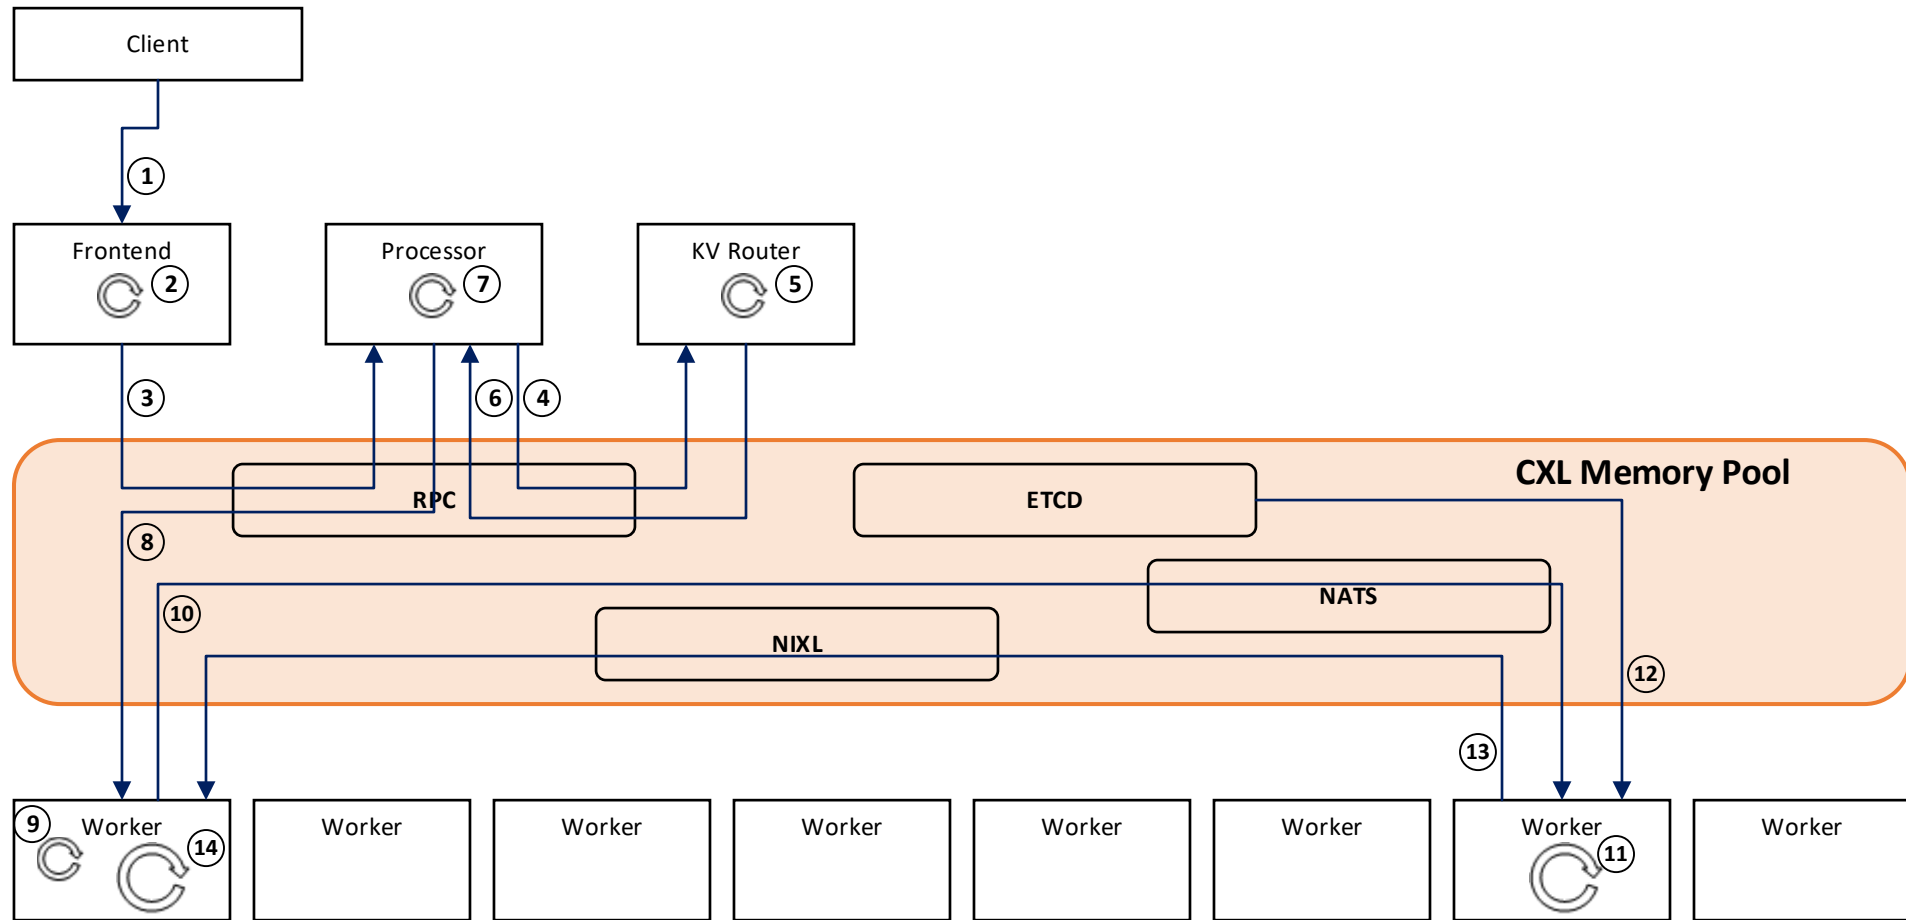 Client
1
Frontend
2
Processor
7
KV Router
5
3
6
4
CXL Memory Pool
RPC
ETCD
8
NATS
10
NIXL
12
13
9
Worker
14
Worker
Worker
Worker
Worker
Worker
Worker
11
Worker